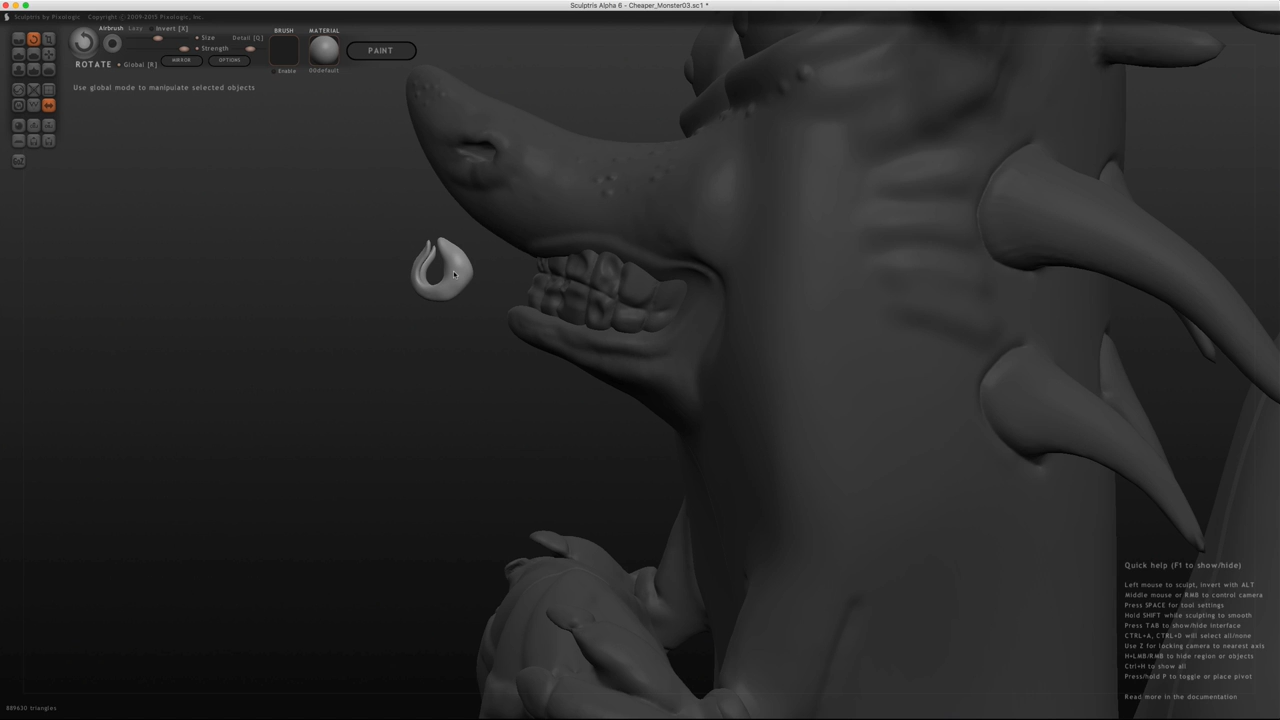 Sculptris Alpha 6 - Cheaper_Monster03.sc1 *
Sculptris by Pixologic Copyright © 2009-2015 Pixologic, Inc.
Airbrush Lazy Invert [X]
Size Detail [Q]
Strength
ROTATE Global [R]
MIRROR OPTIONS
BRUSH
Enable
MATERIAL
00default
PAINT
Use global mode to manipulate selected objects
Quick help (F1 to show/hide)
Left mouse to sculpt, invert with ALT
Middle mouse or RMB to control camera
Press SPACE for tool settings
Hold SHIFT while sculpting to smooth
Press TAB to show/hide interface
CTRL+A, CTRL+D will select all/none
Use Z for locking camera to nearest axis
H+LMB/RMB to hide region or objects
Ctrl+H to show all
Press/hold P to toggle or place pivot
Read more in the documentation
889630 triangles